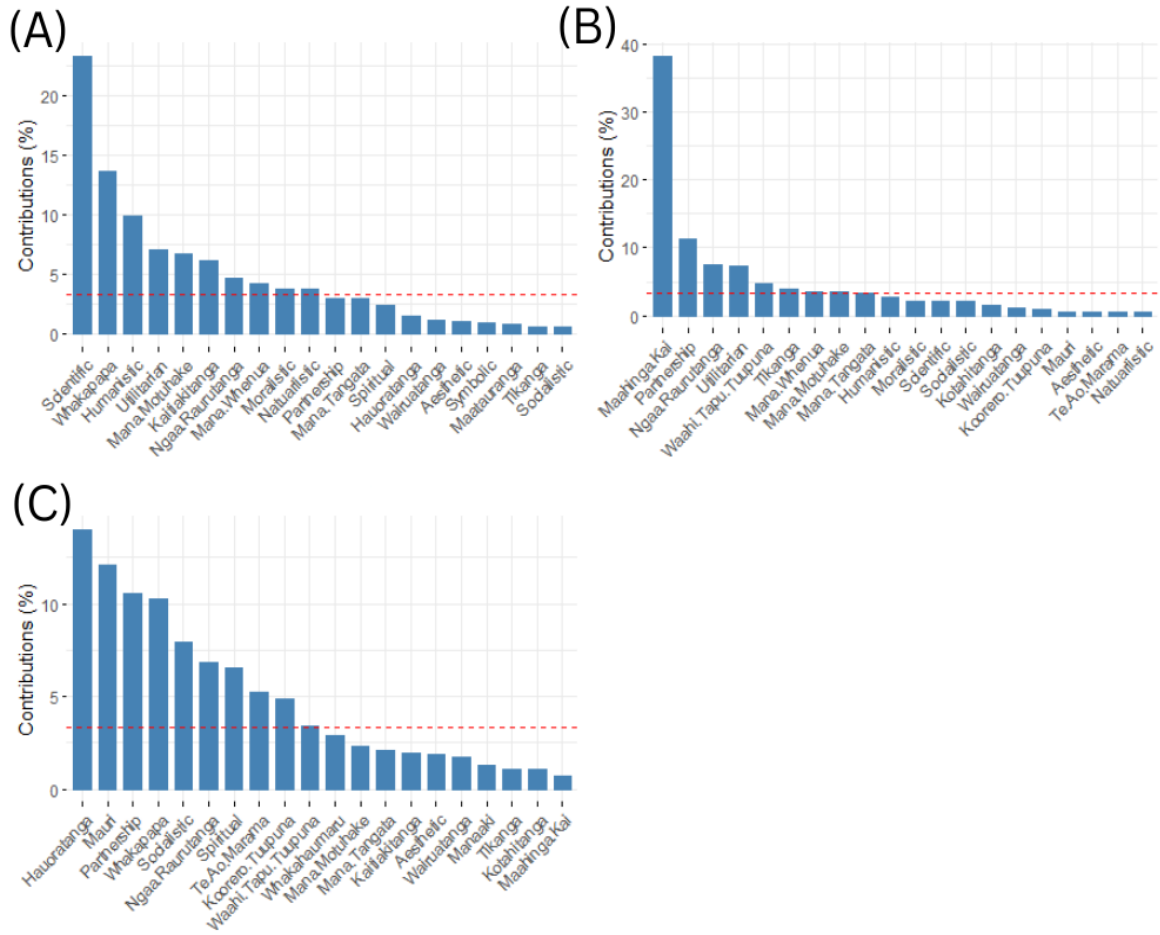 (A)
Contributions (%)
20
15
10
5
0
Scientific
Whakapapa
Humanistic
Utilitarian
Mana.Motuhake
Kaitiakitanga
Ngaa.Raurutanga
Mana.Whenua
Moralistic
Natuarlistic
Partnership
Mana.Tangata
Spiritual
Hauoratanga
Wairuatanga
Aesthetic
Symbolic
Maatauranga
Tikanga
Socialistic
(B)
Contributions (%)
40
30
20
10
0
Maahinga.Kai
Partnership
Ngaa.Raurutanga
Utilitarian
Waahi.Tapu.Tuupuna
Tikanga
Mana.Whenua
Mana.Motuhake
Mana.Tangata
Humanistic
Moralistic
Scientific
Socialistic
Kotahitanga
Wairuatanga
Koorero.Tuupuna
Mauri
Aesthetic
Te.Ao.Marama
Natuarlistic
(C)
Contributions (%)
10
5
0
Hauoratanga
Mauri
Partnership
Whakapapa
Socialistic
Ngaa.Raurutanga
Spiritual
Te.Ao.Marama
Koorero.Tuupuna
Waahi.Tapu.Tuupuna
Whakahaumaru
Mana.Motuhake
Mana.Tangata
Kaitiakitanga
Aesthetic
Wairuatanga
Manaaki
Tikanga
Kotahitanga
Maahinga.Kai